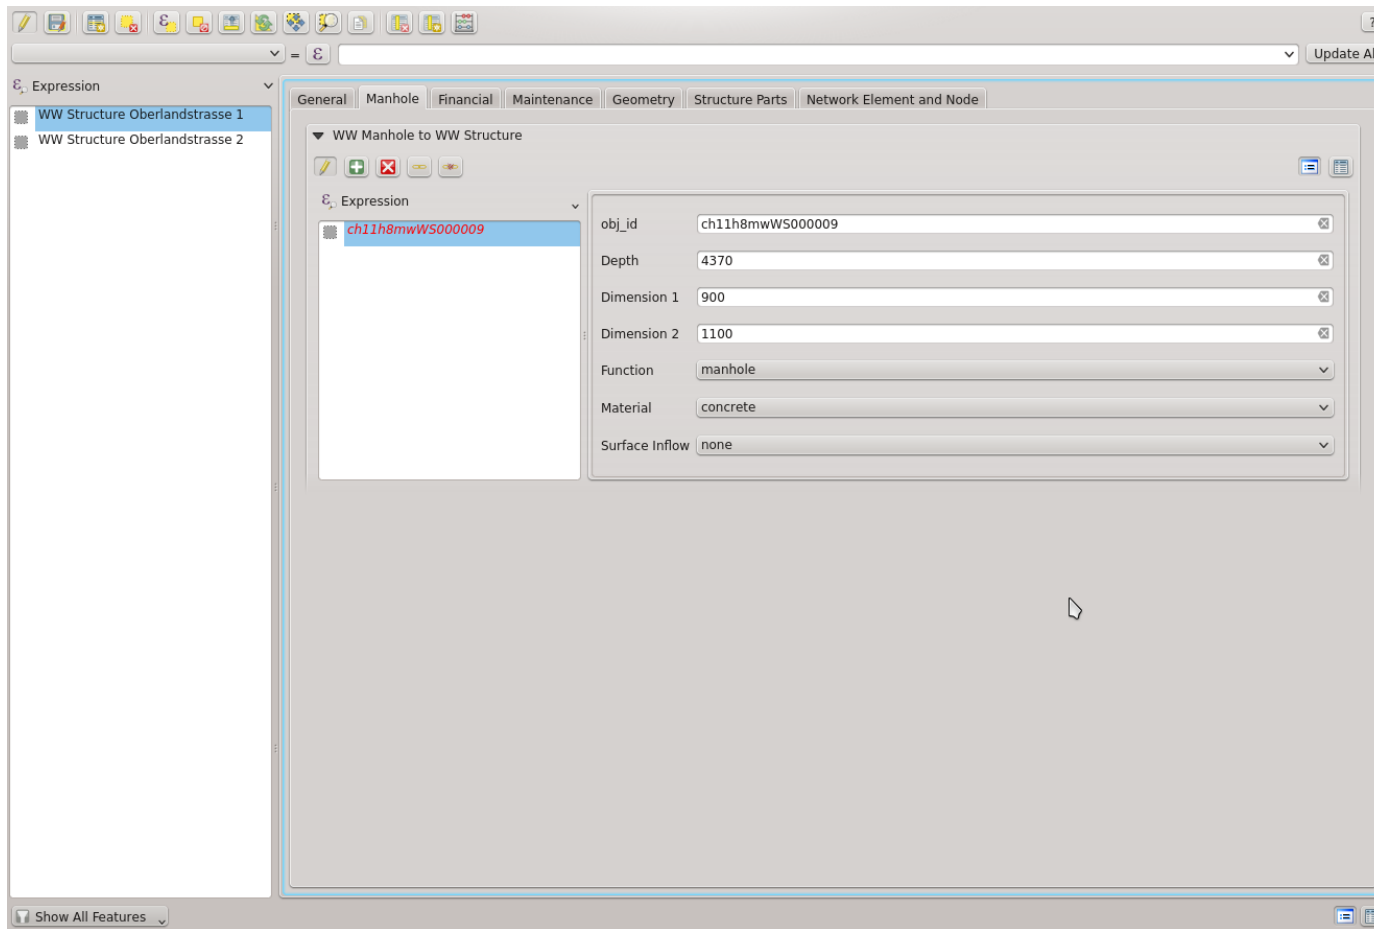 = ε Update Al
Expression
WW Structure Oberlandstrasse 1
WW Structure Oberlandstrasse 2
General Manhole Financial Maintenance Geometry Structure Parts Network Element and Node
WW Manhole to WW Structure
Expression
ch11h8mwWS000009
obj_id ch11h8mwWS000009
Depth 4370
Dimension 1 900
Dimension 2 1100
Function manhole
Material concrete
Surface Inflow none
Show All Features